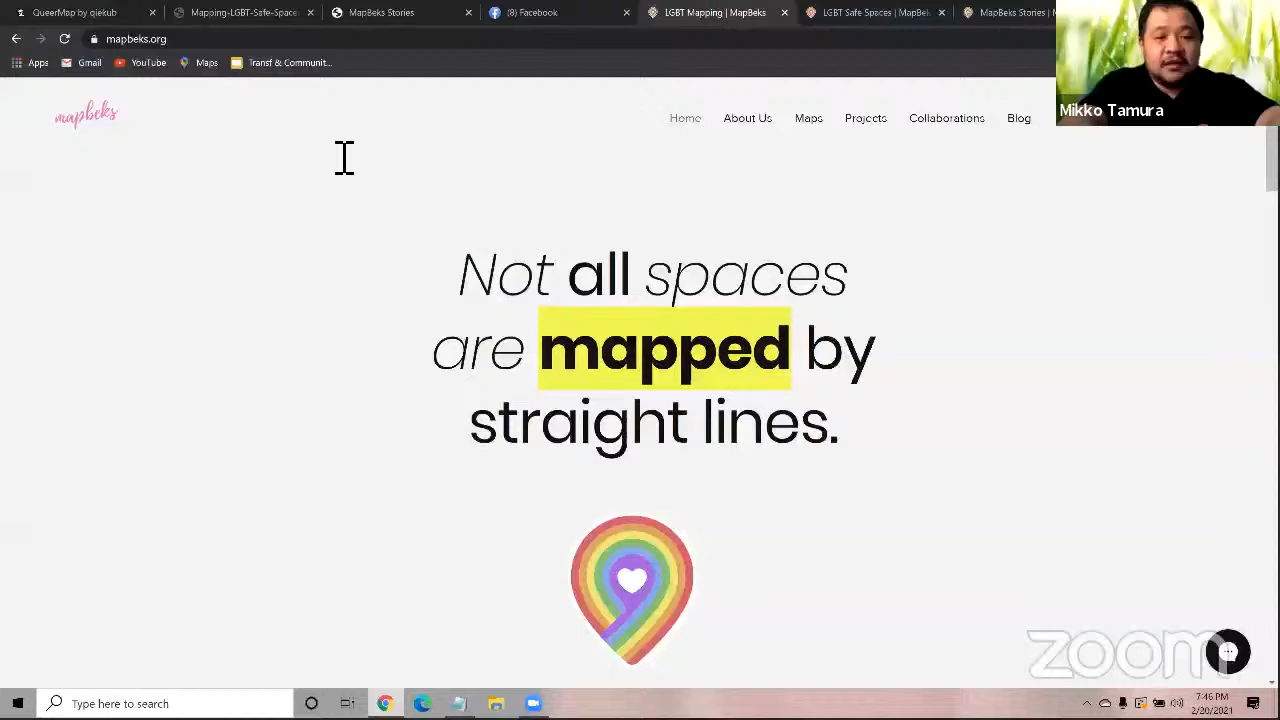 QueerMap by qiekub
Mapping-LGBT-Safe-Spaces
MapBeks Stories
(8) Facebook
LGBT Mapping | MapBeks
LGBT Safe Spaces | MapBe
MapBeks Stories | M
mapbeks.org
Apps
Gmail
YouTube
Maps
Transf & Communit...
Mikko Tamura
mapbeks
Home
About Us
Maps
Projects
Collaborations
Blog
Not all spaces
are mapped by
straight lines.
zoom
Type here to search
7:46 PM
2/20/2021